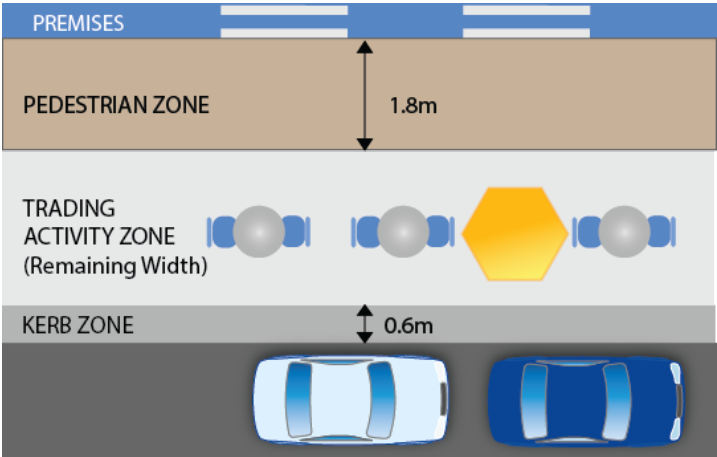 PREMISES
PEDESTRIAN ZONE
1.8m
TRADING
ACTIVITY ZONE
(Remaining Width)
KERB ZONE
0.6m